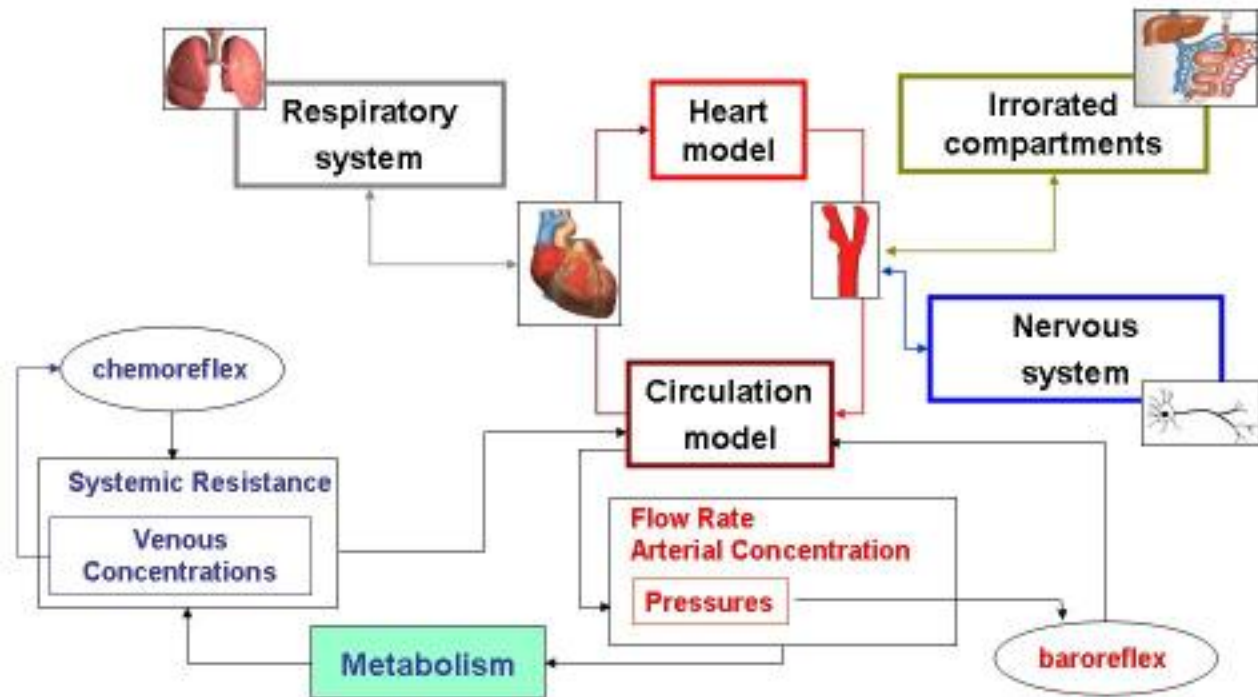 Respiratory
system
Heart
model
Irrorated
compartments
Nervous
system
chemoreflex
Circulation
model
Systemic Resistance
Venous
Concentrations
Flow Rate
Arterial Concentration
Pressures
Metabolism
baroreflex